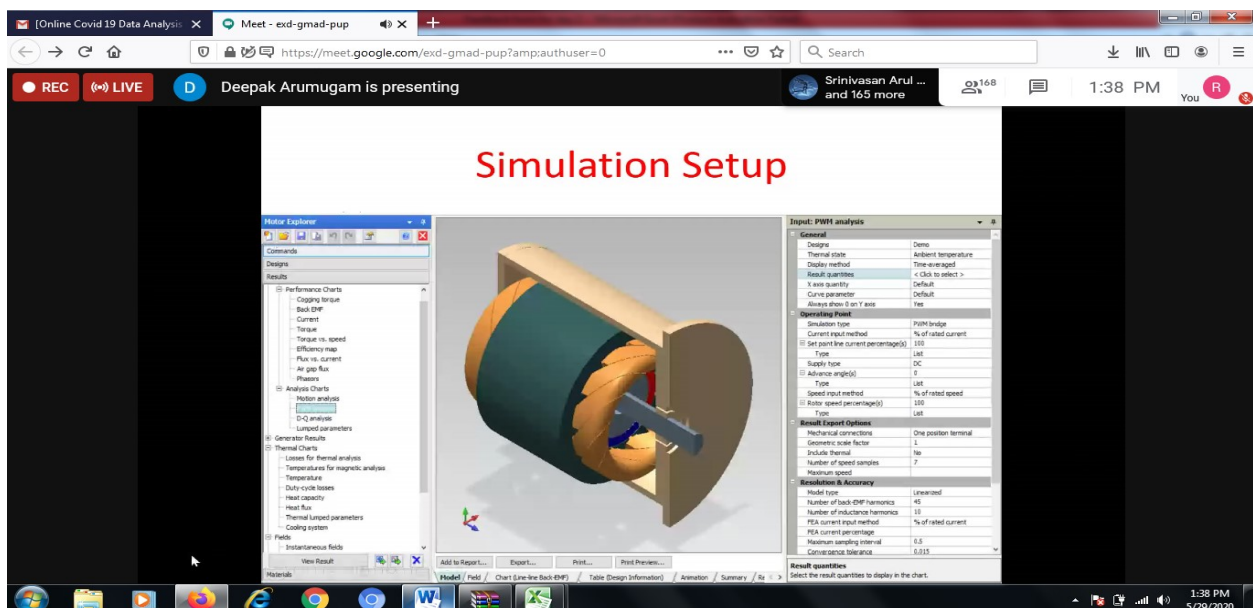 [Online Covid 19 Data Analysis
Meet - exd-gmad-pup
https://meet.google.com/exd-gmad-pup?amp:authuser=0
Search
REC
LIVE
D
Deepak Arumugam is presenting
Srinivasan Arul ...
and 165 more
168
1:38 PM
You
R
Simulation Setup
Motor Explorer
Commands
Designs
Results
Performance Charts
Cogging torque
Back EMF
Current
Torque
Torque vs. speed
Efficiency map
Flux vs. current
Air gap flux
Phasors
Analysis Charts
Motion analysis
D-Q analysis
Lumped parameters
Generator Results
Thermal Charts
Losses for thermal analysis
Temperatures for magnetic analysis
Temperature
Duty-cycle losses
Heat capacity
Heat flux
Thermal lumped parameters
Cooling system
Fields
Instantaneous fields
View Result
Materials
Add to Report...
Export...
Print...
Print Preview...
Model / Field / Chart (Line-line Back-EMF) / Table (Design Information) / Animation / Summary / Re
Input: PWM analysis
General
Designs Demo
Thermal state Ambient temperature
Display method Time-averaged
Result quantities < Click to select >
X axis quantity Default
Curve parameter Default
Always show 0 on Y axis Yes
Operating Point
Simulation type PWM bridge
Current input method % of rated current
Set point line current percentage(s) 100
Type List
Supply type DC
Advance angle(s) 0
Type List
Speed input method % of rated speed
Rotor speed percentage(s) 100
Type List
Result Export Options
Mechanical connections One position terminal
Geometric scale factor 1
Include thermal No
Number of speed samples 7
Maximum speed
Resolution & Accuracy
Model type Linearized
Number of back-EMF harmonics 45
Number of inductance harmonics 10
FEA current input method % of rated current
FEA current percentage
Maximum sampling interval 0.5
Convergence tolerance 0.015
Result quantities
Select the result quantities to display in the chart.
1:38 PM
5/29/2020